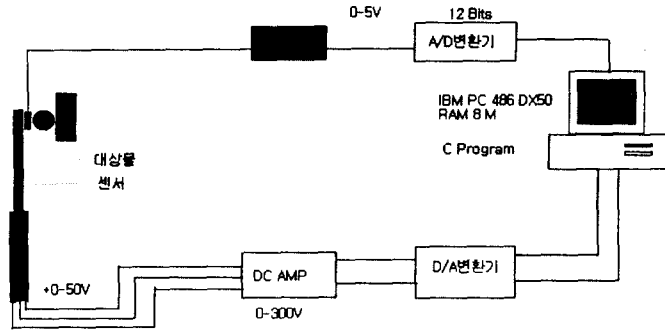 0-5V
12 Bits
A/D변환기
IBM PC 486 DX50
RAM 8 M
C Program
대상물
센서
+0-50V
DC AMP
0-300V
D/A변환기